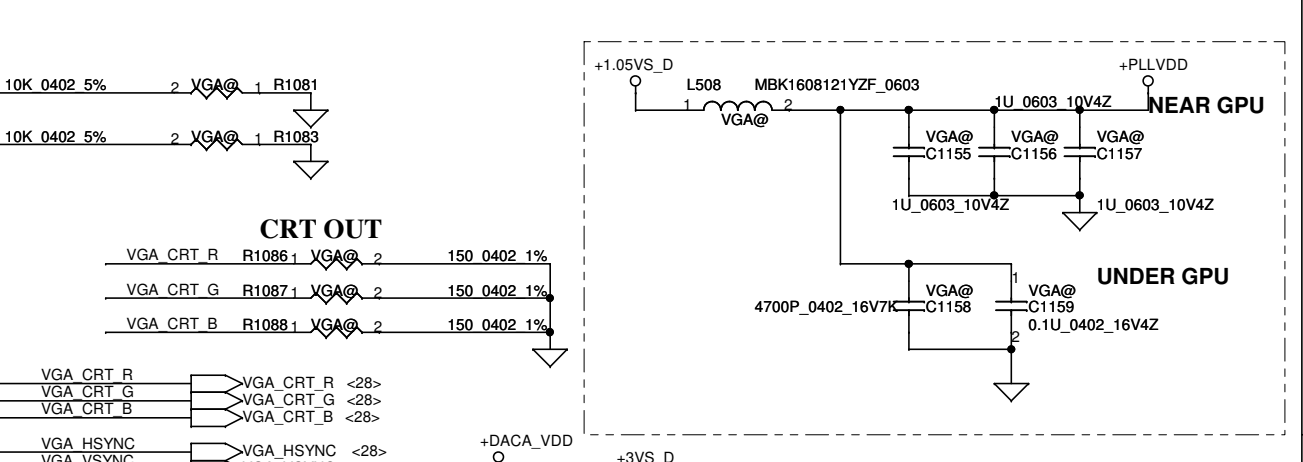 10K_0402_5% 2 VGA@ 1 R1081
10K_0402_5% 2 VGA@ 1 R1083
CRT OUT
VGA_CRT_R R1086 1 VGA@ 2 150_0402_1%
VGA_CRT_G R1087 1 VGA@ 2 150_0402_1%
VGA_CRT_B R1088 1 VGA@ 2 150_0402_1%
VGA_CRT_R VGA_CRT_R <28>
VGA_CRT_G VGA_CRT_G <28>
VGA_CRT_B VGA_CRT_B <28>
VGA_HSYNC VGA_HSYNC <28>
VGA_VSYNC
+DACA_VDD
+3VS_D
+1.05VS_D +PLLVDD
L508 MBK1608121YZF_0603
1 2
VGA@
1U_0603_10V4Z NEAR GPU
VGA@ VGA@ VGA@
C1155 C1156 C1157
1U_0603_10V4Z 1U_0603_10V4Z
UNDER GPU
1
VGA@ VGA@
4700P_0402_16V7K C1158 C1159
0.1U_0402_16V4Z
2